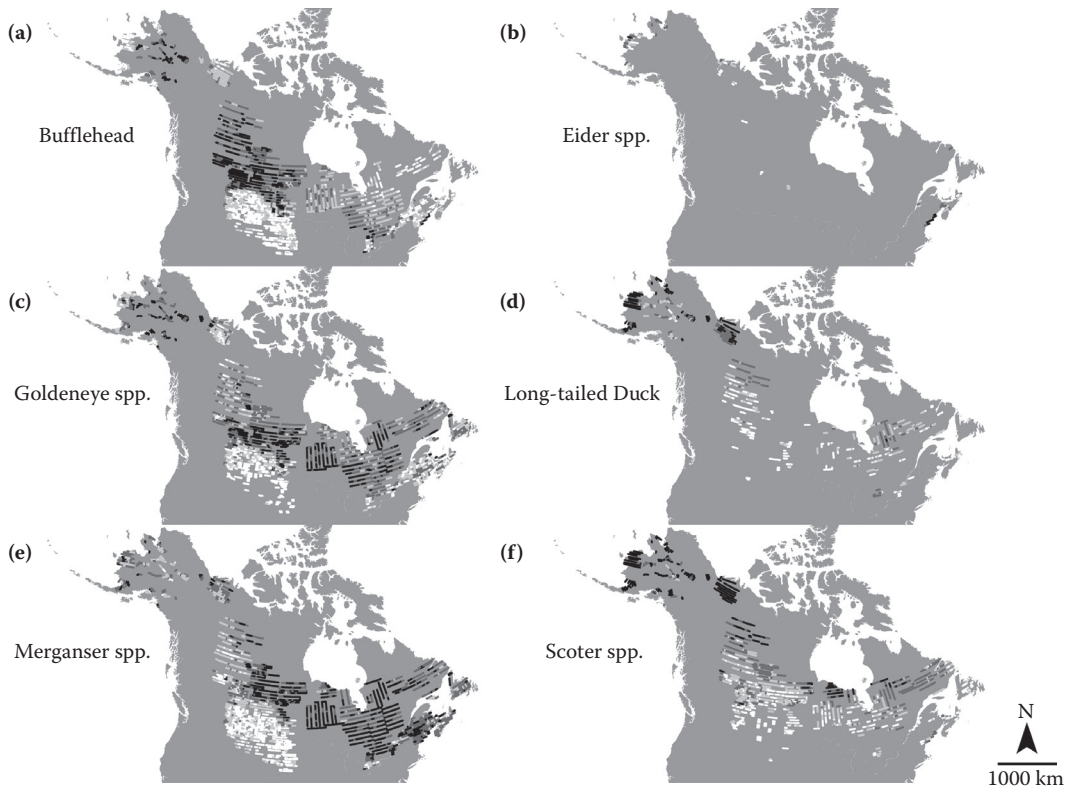 (a)
Bufflehead
(b)
Eider spp.
(c)
Goldeneye spp.
(d)
Long-tailed Duck
(e)
Merganser spp.
(f)
Scoter spp.
N
1000 km